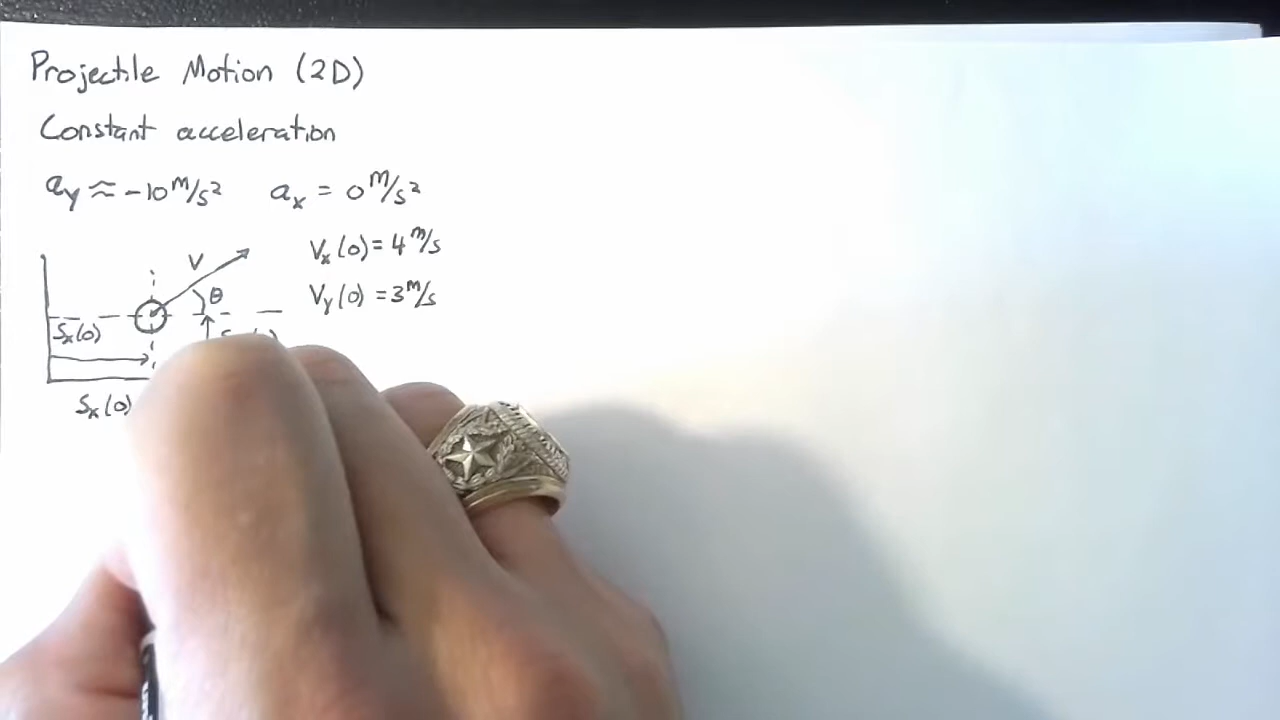 Projectile Motion (2D)
Constant acceleration
ay ≈ -10 m/s² ax = 0 m/s²
Vx(0) = 4 m/s
V
θ
Vy(0) = 3 m/s
Sx(0)
Sx(0)